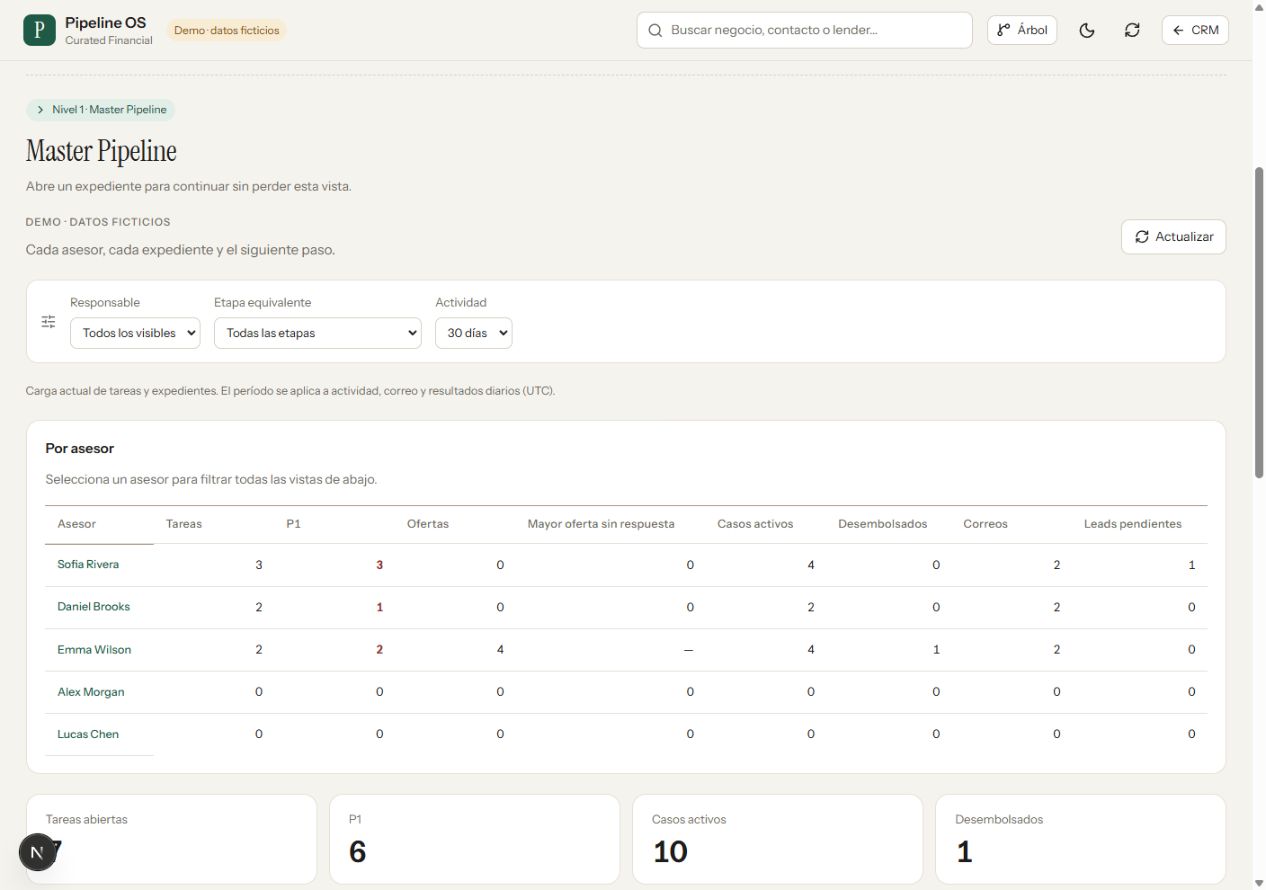 P Pipeline OS
Curated Financial
Demo · datos ficticios
Buscar negocio, contacto o lender...
Árbol
CRM
Nivel 1 · Master Pipeline
Master Pipeline
Abre un expediente para continuar sin perder esta vista.
DEMO · DATOS FICTICIOS
Cada asesor, cada expediente y el siguiente paso.
Actualizar
Responsable Etapa equivalente Actividad
Todos los visibles Todas las etapas 30 días
Carga actual de tareas y expedientes. El período se aplica a actividad, correo y resultados diarios (UTC).
Por asesor
Selecciona un asesor para filtrar todas las vistas de abajo.
Asesor Tareas P1 Ofertas Mayor oferta sin respuesta Casos activos Desembolsados Correos Leads pendientes
Sofia Rivera 3 3 0 0 4 0 2 1
Daniel Brooks 2 1 0 0 2 0 2 0
Emma Wilson 2 2 4 — 4 1 2 0
Alex Morgan 0 0 0 0 0 0 0 0
Lucas Chen 0 0 0 0 0 0 0 0
Tareas abiertas P1 Casos activos Desembolsados
N 7 6 10 1